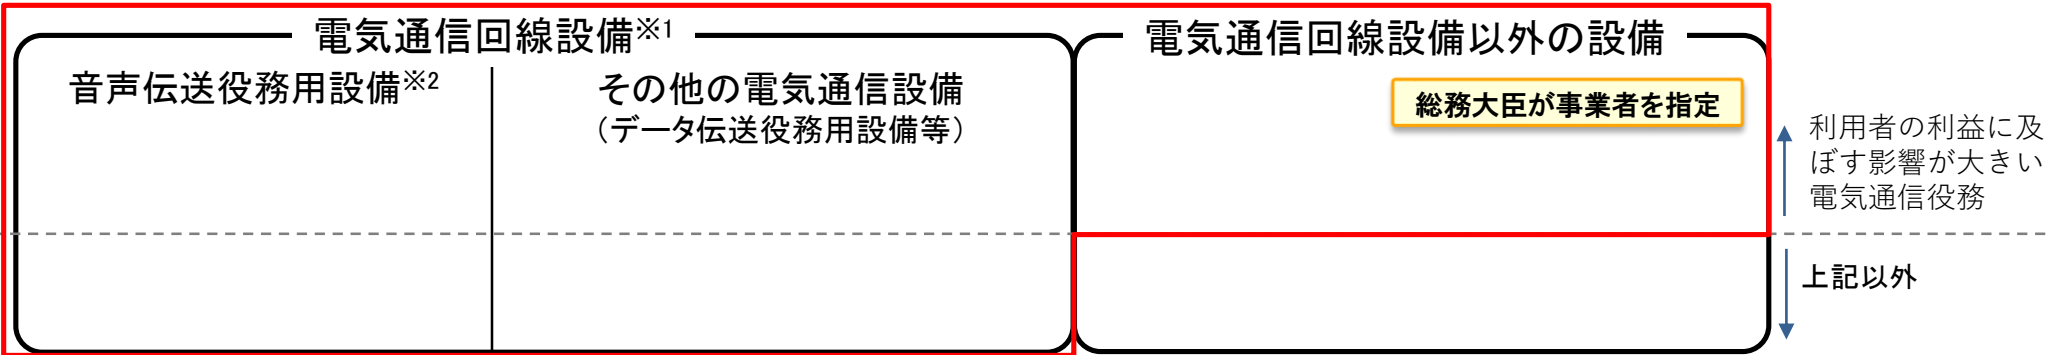 電気通信回線設備※1
電気通信回線設備以外の設備
音声伝送役務用設備※2
その他の電気通信設備
（データ伝送役務用設備等）
総務大臣が事業者を指定
利用者の利益に及
ぼす影響が大きい
電気通信役務
上記以外